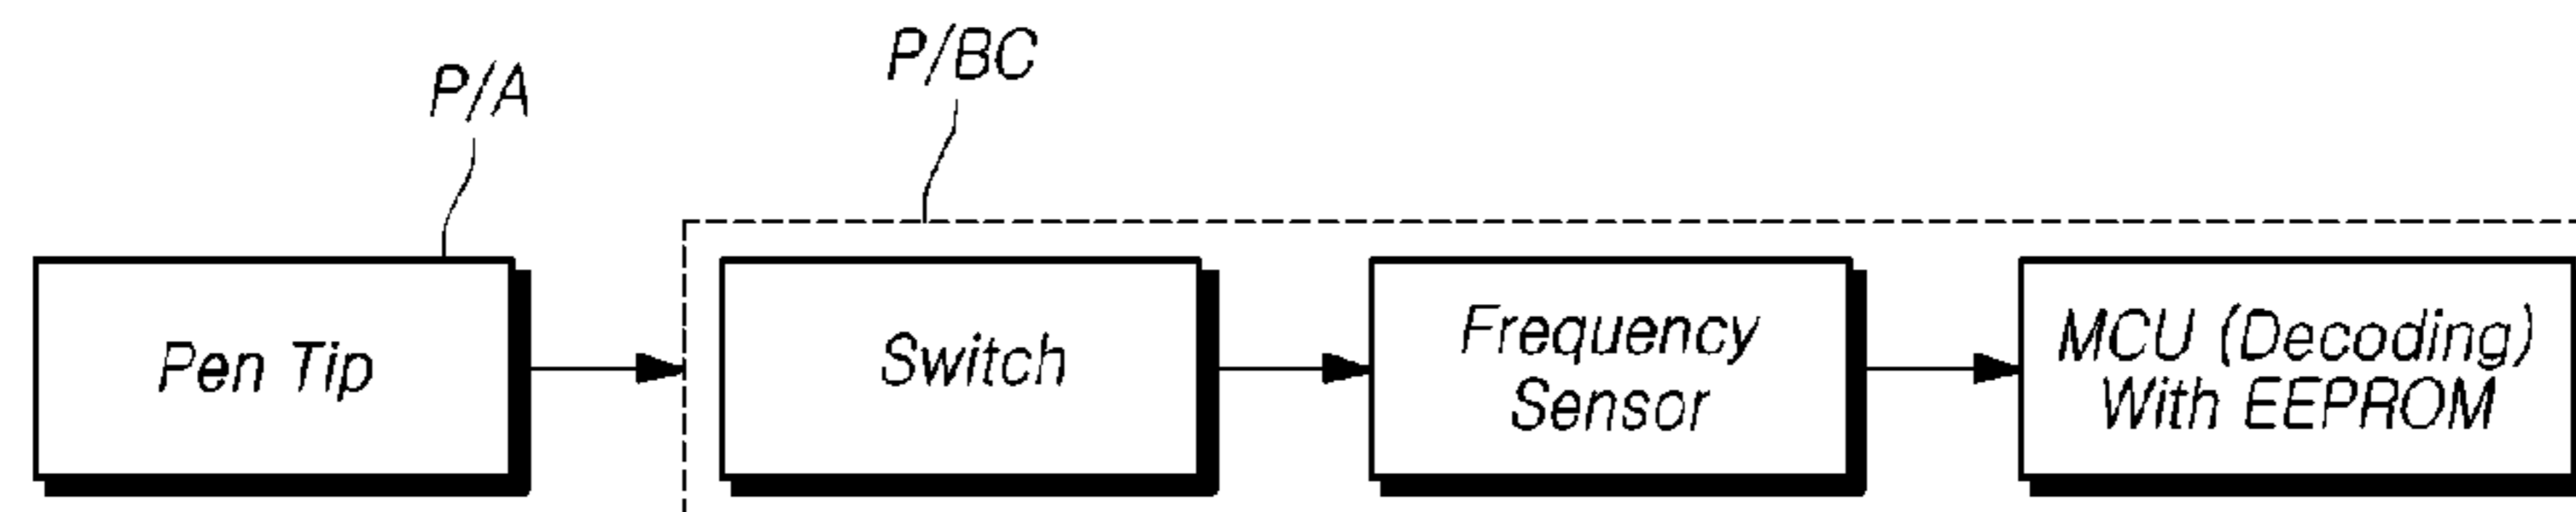 P/A
P/BC
Pen Tip
Switch
Frequency
Sensor
MCU (Decoding)
With EEPROM